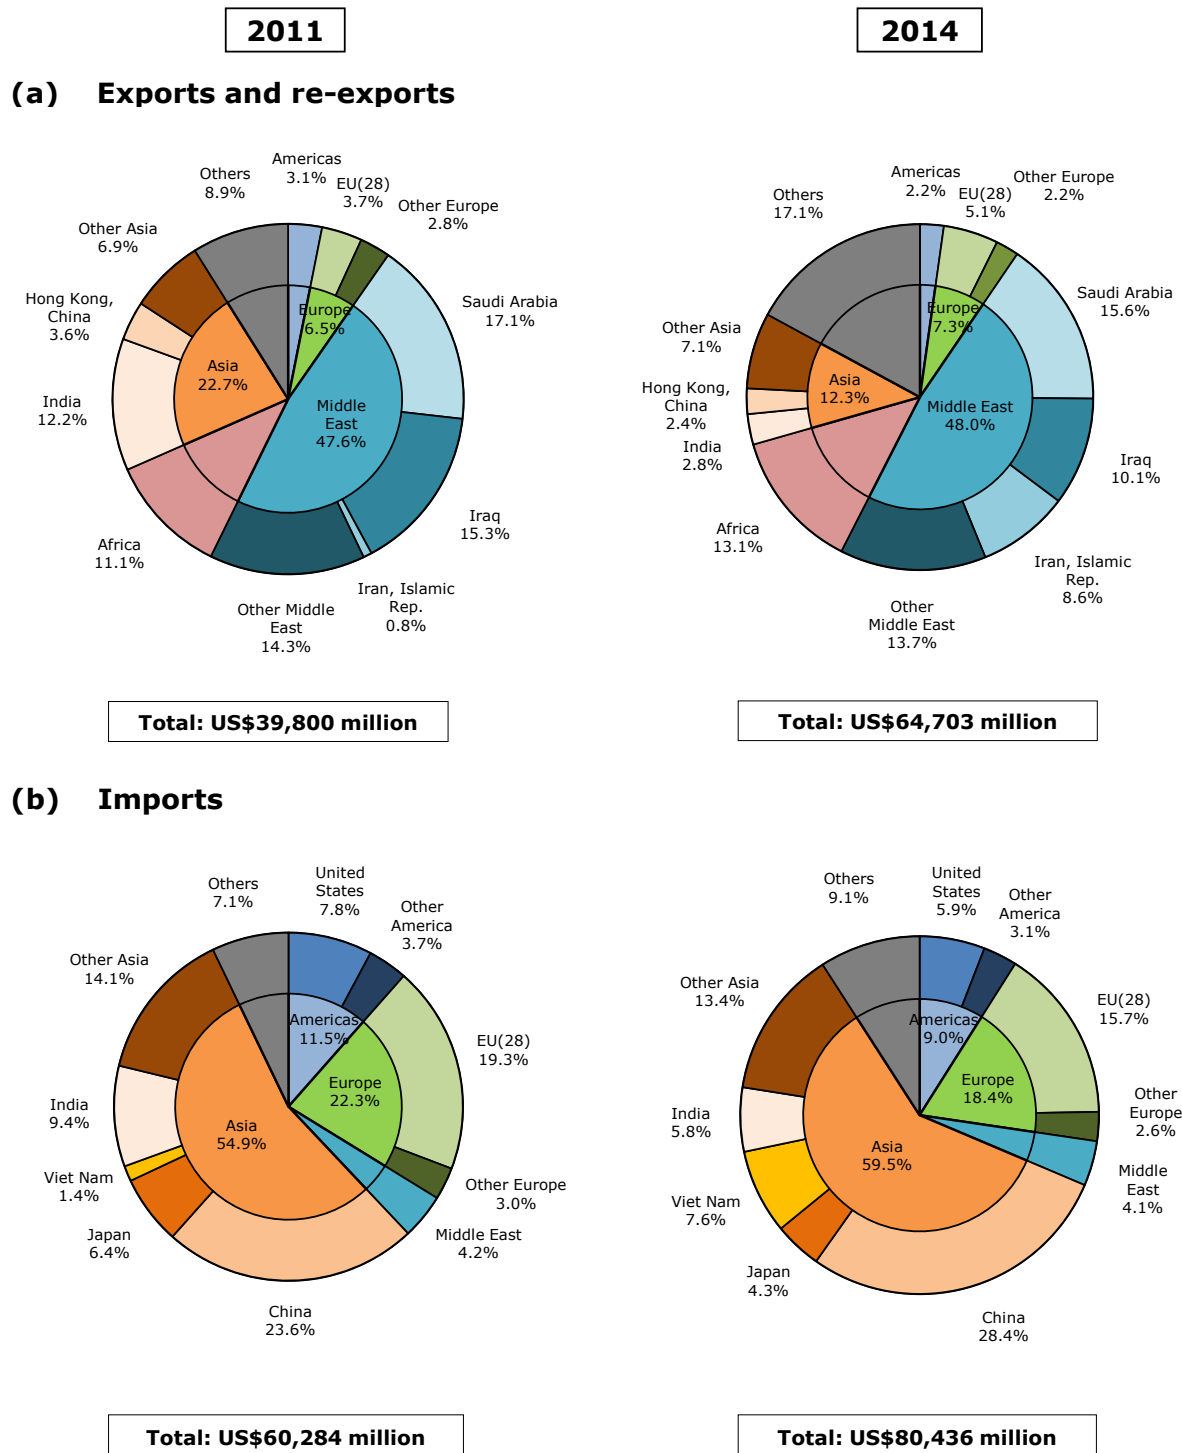 2011
2014
(a) Exports and re-exports
Americas
3.1%
EU(28)
3.7%
Other Europe
2.8%
Saudi Arabia
17.1%
Iraq
15.3%
Iran, Islamic
Rep.
0.8%
Other Middle
East
14.3%
Africa
11.1%
India
12.2%
Hong Kong,
China
3.6%
Other Asia
6.9%
Others
8.9%
Europe
6.5%
Middle
East
47.6%
Asia
22.7%
Total: US$39,800 million
Americas
2.2%
EU(28)
5.1%
Other Europe
2.2%
Saudi Arabia
15.6%
Iraq
10.1%
Iran, Islamic
Rep.
8.6%
Other
Middle East
13.7%
Africa
13.1%
India
2.8%
Hong Kong,
China
2.4%
Other Asia
7.1%
Others
17.1%
Europe
7.3%
Middle East
48.0%
Asia
12.3%
Total: US$64,703 million
(b) Imports
United
States
7.8%
Other
America
3.7%
EU(28)
19.3%
Other Europe
3.0%
Middle East
4.2%
China
23.6%
Japan
6.4%
Viet Nam
1.4%
India
9.4%
Other Asia
14.1%
Others
7.1%
Americas
11.5%
Europe
22.3%
Asia
54.9%
Total: US$60,284 million
United
States
5.9%
Other
America
3.1%
EU(28)
15.7%
Other
Europe
2.6%
Middle
East
4.1%
China
28.4%
Japan
4.3%
Viet Nam
7.6%
India
5.8%
Other Asia
13.4%
Others
9.1%
Americas
9.0%
Europe
18.4%
Asia
59.5%
Total: US$80,436 million